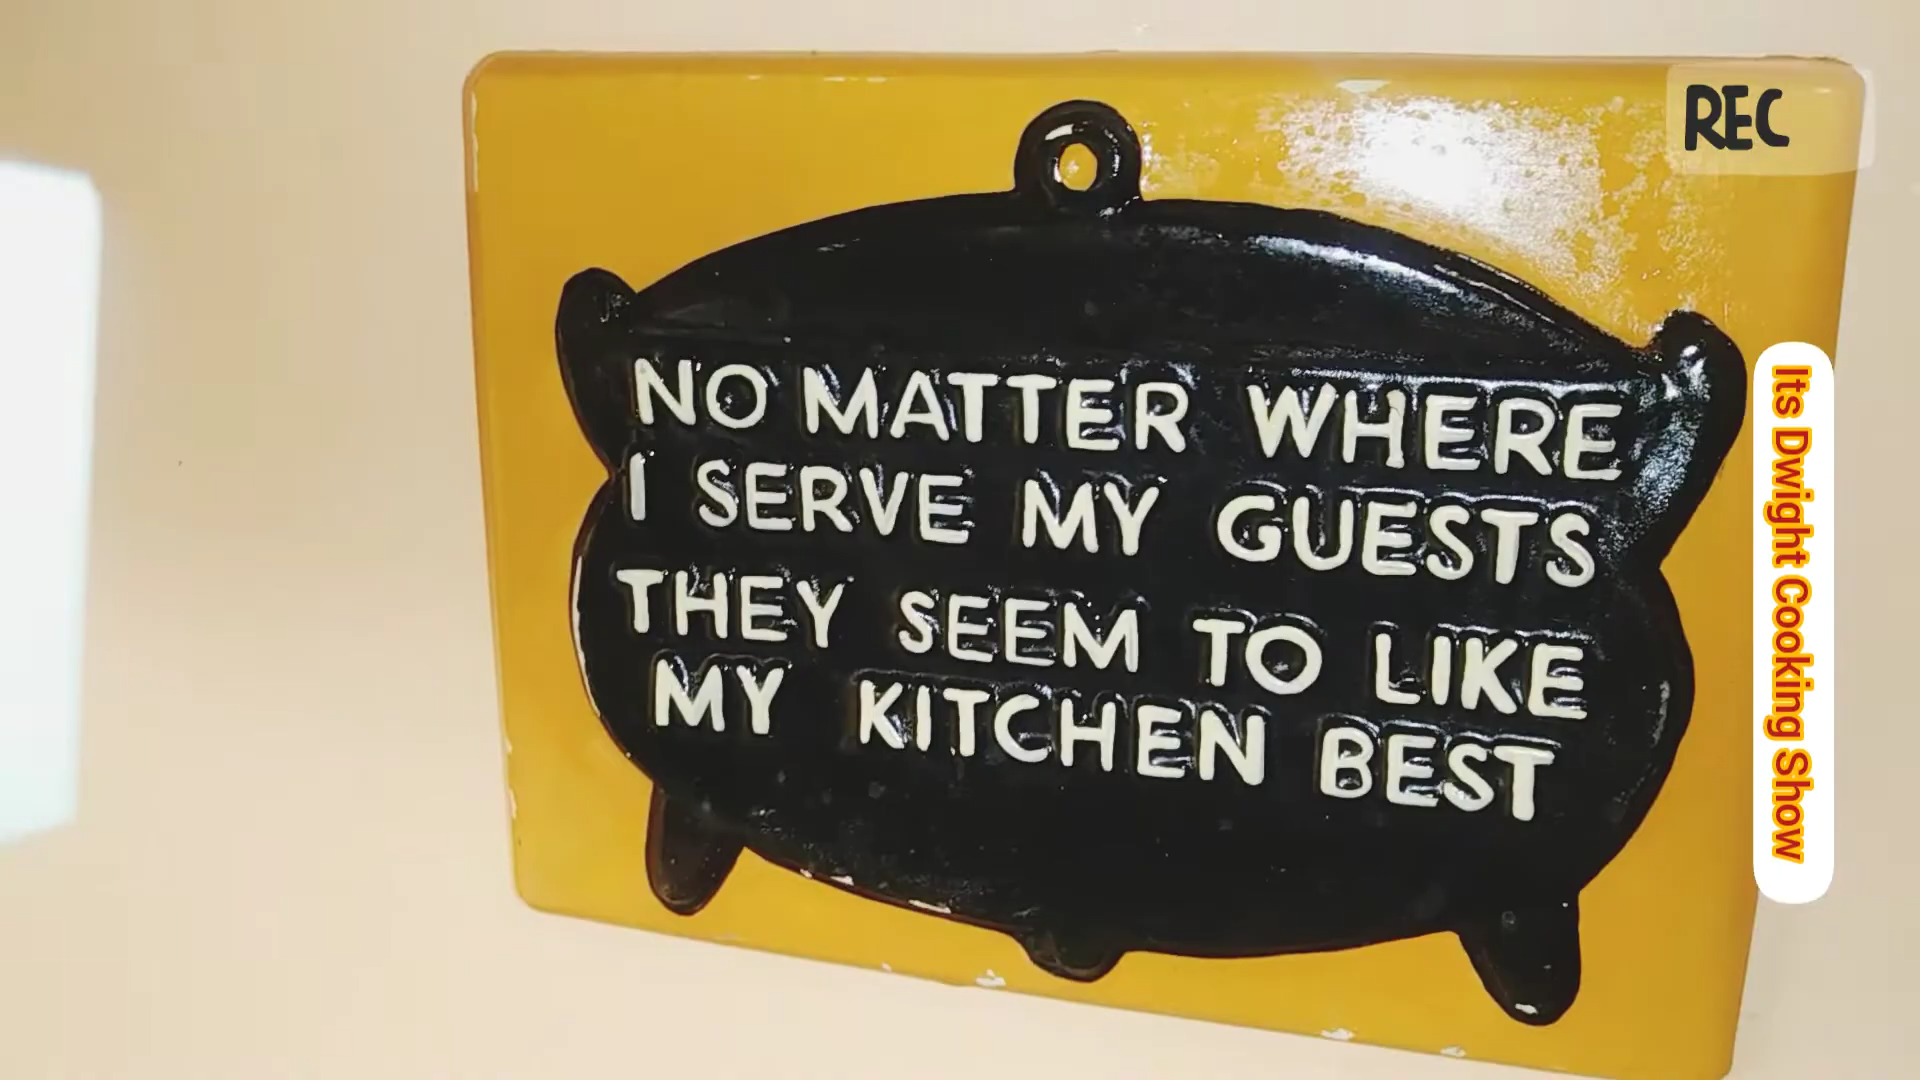 REC
NO MATTER WHERE
I SERVE MY GUESTS
THEY SEEM TO LIKE
MY KITCHEN BEST
Its Dwight Cooking Show